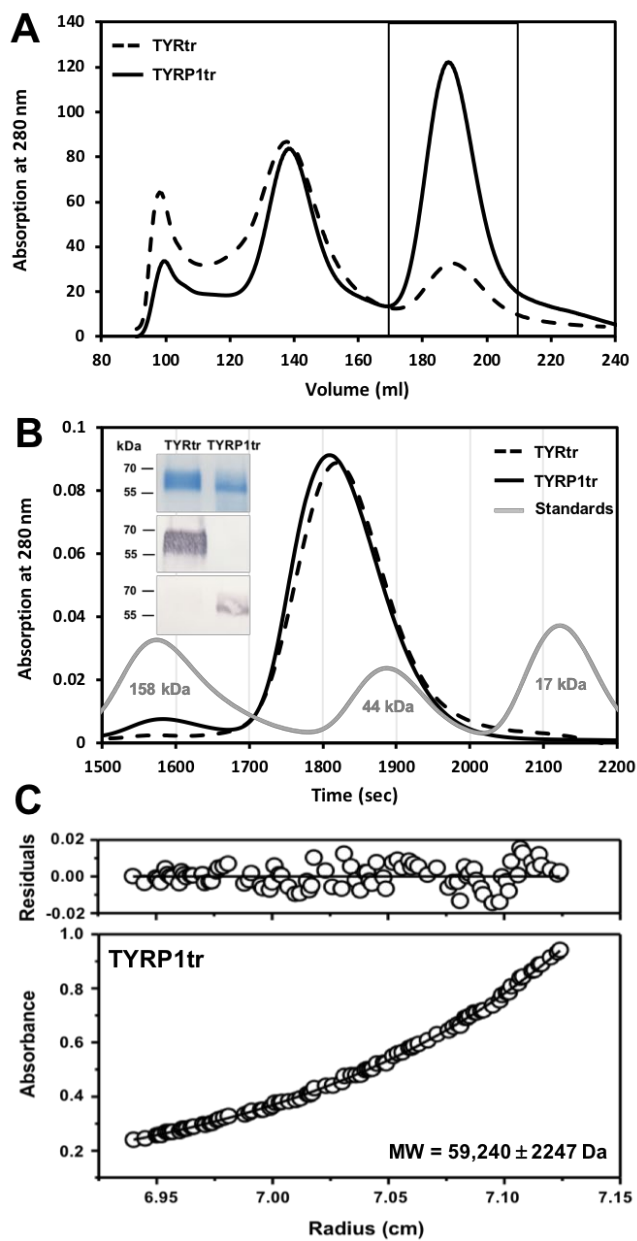 A
140
120
100
80
60
40
20
0
Absorption at 280 nm
TYRtr
TYRP1tr
80 100 120 140 160 180 200 220 240
Volume (ml)
B
0.1
0.08
0.06
0.04
0.02
0
Absorption at 280 nm
kDa TYRtr TYRP1tr
70
55
70
55
70
55
TYRtr
TYRP1tr
Standards
158 kDa
44 kDa
17 kDa
1500 1600 1700 1800 1900 2000 2100 2200
Time (sec)
C
0.02
0.00
-0.02
Residuals
1.0
0.8
0.6
0.4
0.2
Absorbance
TYRP1tr
MW = 59,240 ± 2247 Da
6.95 7.00 7.05 7.10 7.15
Radius (cm)